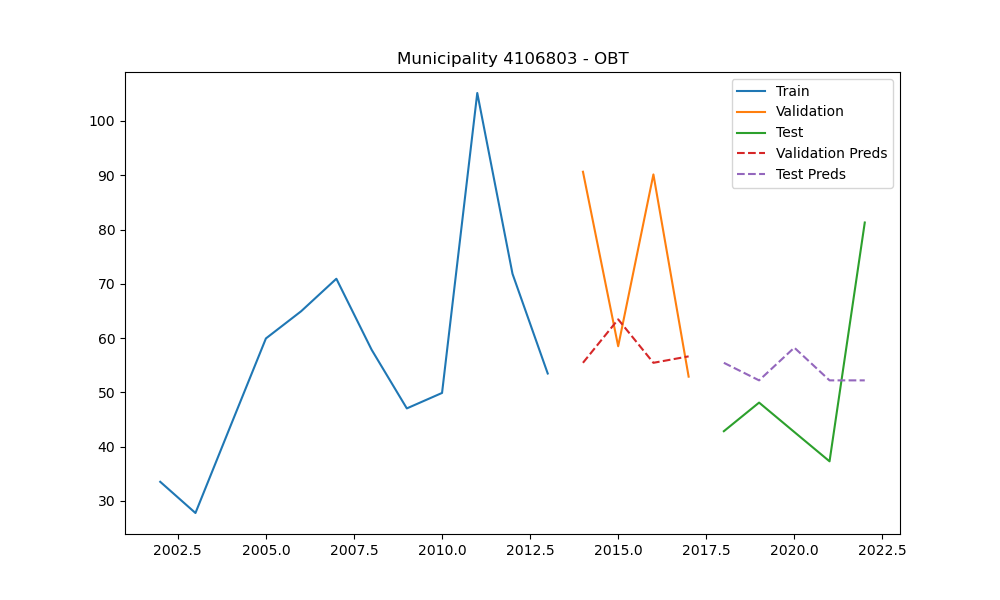 Municipality 4106803 - OBT
Train
Validation
Test
Validation Preds
Test Preds
100
90
80
70
60
50
40
30
2002.5 2005.0 2007.5 2010.0 2012.5 2015.0 2017.5 2020.0 2022.5